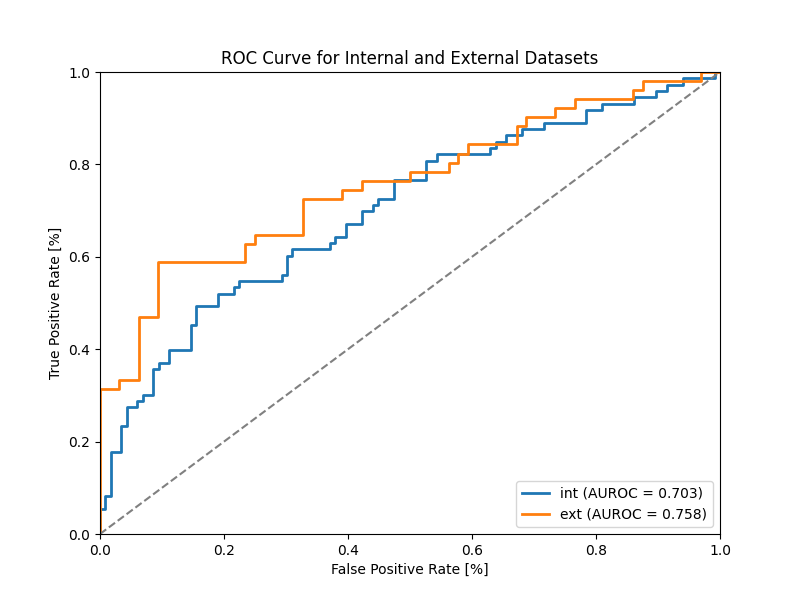 ROC Curve for Internal and External Datasets
True Positive Rate [%]
1.0
0.8
0.6
0.4
0.2
0.0
int (AUROC = 0.703)
ext (AUROC = 0.758)
0.0 0.2 0.4 0.6 0.8 1.0
False Positive Rate [%]